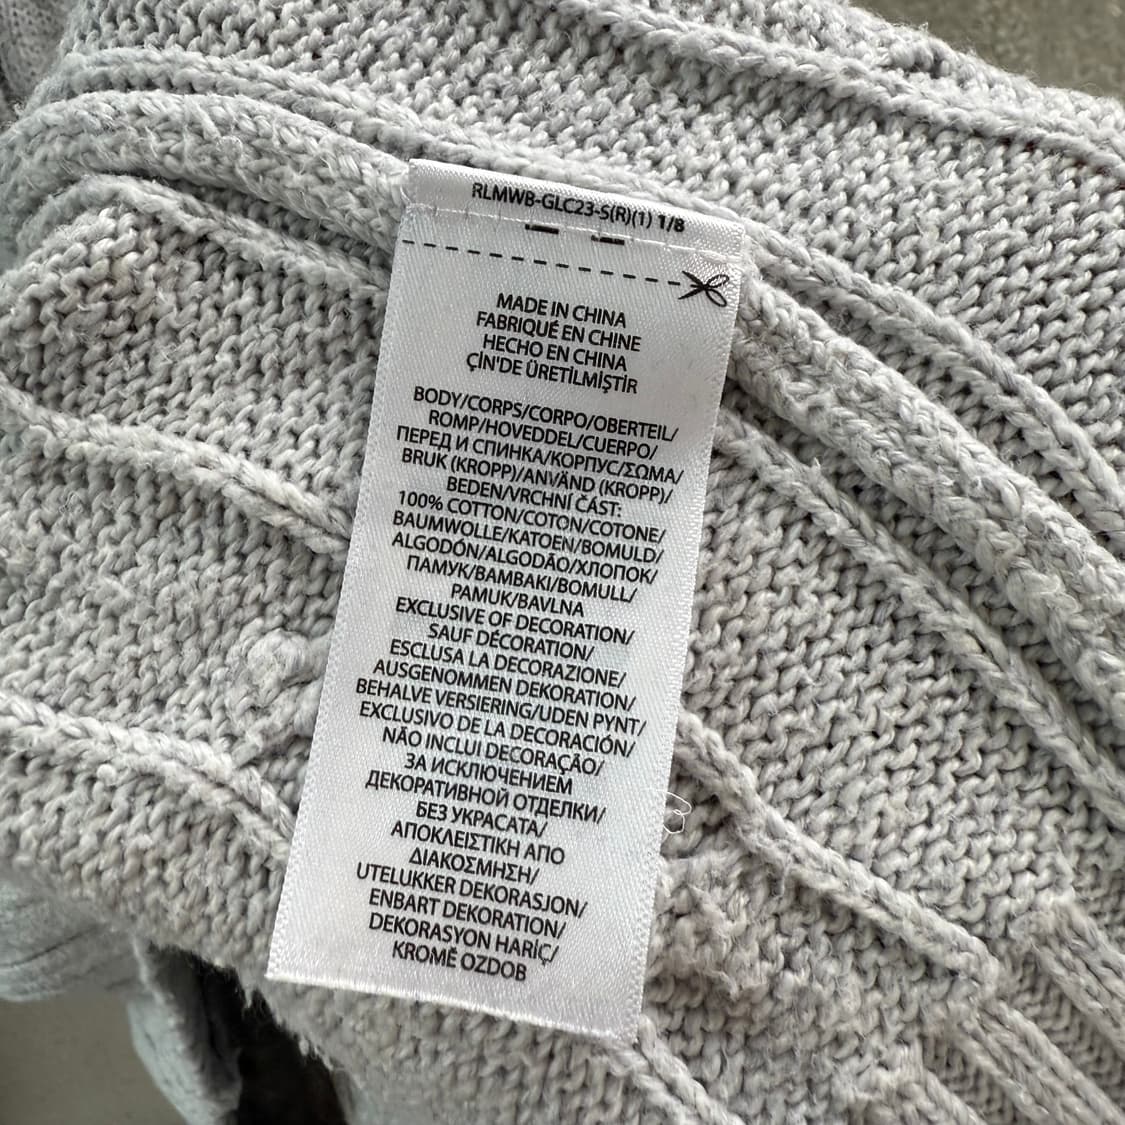 RLMWB-GLC23-S(R)(1) 1/8
MADE IN CHINA
FABRIQUÉ EN CHINE
HECHO EN CHINA
ÇİN'DE ÜRETİLMİŞTİR
BODY/CORPS/CORPO/OBERTEIL/
ROMP/HOVEDDEL/CUERPO/
ПЕРЕД И СПИНКА/КОРПУС/ΣΩΜΑ/
BRUK (KROPP)/ANVÄND (KROPP)/
BEDEN/VRCHNÍ ČÁST:
100% COTTON/COTON/COTONE/
BAUMWOLLE/KATOEN/BOMULD/
ALGODÓN/ALGODÃO/ХЛОПОК/
ПАМУК/ΒΑΜΒΑΚΙ/BOMULL/
PAMUK/BAVLNA
EXCLUSIVE OF DECORATION/
SAUF DÉCORATION/
ESCLUSA LA DECORAZIONE/
AUSGENOMMEN DEKORATION/
BEHALVE VERSIERING/UDEN PYNT/
EXCLUSIVO DE LA DECORACIÓN/
NÃO INCLUI DECORAÇÃO/
ЗА ИСКЛЮЧЕНИЕМ
ДЕКОРАТИВНОЙ ОТДЕЛКИ/
БЕЗ УКРАСАТА/
ΑΠΟΚΛΕΙΣΤΙΚΗ ΑΠΟ
ΔΙΑΚΟΣΜΗΣΗ/
UTELUKKER DEKORASJON/
ENBART DEKORATION/
DEKORASYON HARİÇ/
KROMĚ OZDOB